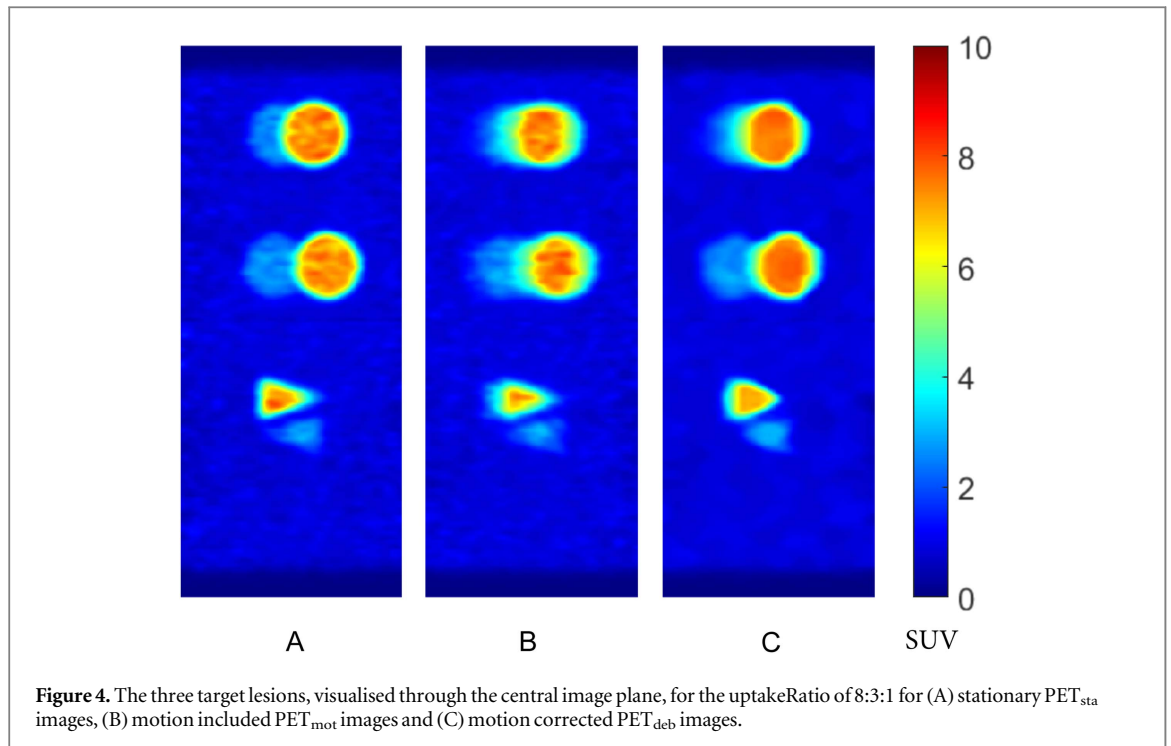 10
8
6
4
2
0
A B C SUV
Figure 4. The three target lesions, visualised through the central image plane, for the uptakeRatio of 8:3:1 for (A) stationary PETsta
images, (B) motion included PETmot images and (C) motion corrected PETdeb images.